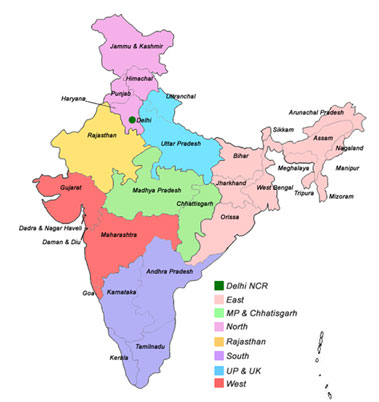 Jammu & Kashmir
Himachal
Punjab
Haryana
Uttranchal
Delhi
Arunachal Pradesh
Sikkim
Assam
Nagaland
Rajasthan
Uttar Pradesh
Bihar
Meghalaya
Manipur
Gujarat
Madhya Pradesh
Jharkhand
West Bengal
Tripura
Mizoram
Chhattisgarh
Orissa
Dadra & Nagar Haveli
Daman & Diu
Maharashtra
Andhra Pradesh
Goa
Karnataka
Kerala
Tamilnadu
Delhi NCR
East
MP & Chhatisgarh
North
Rajasthan
South
UP & UK
West